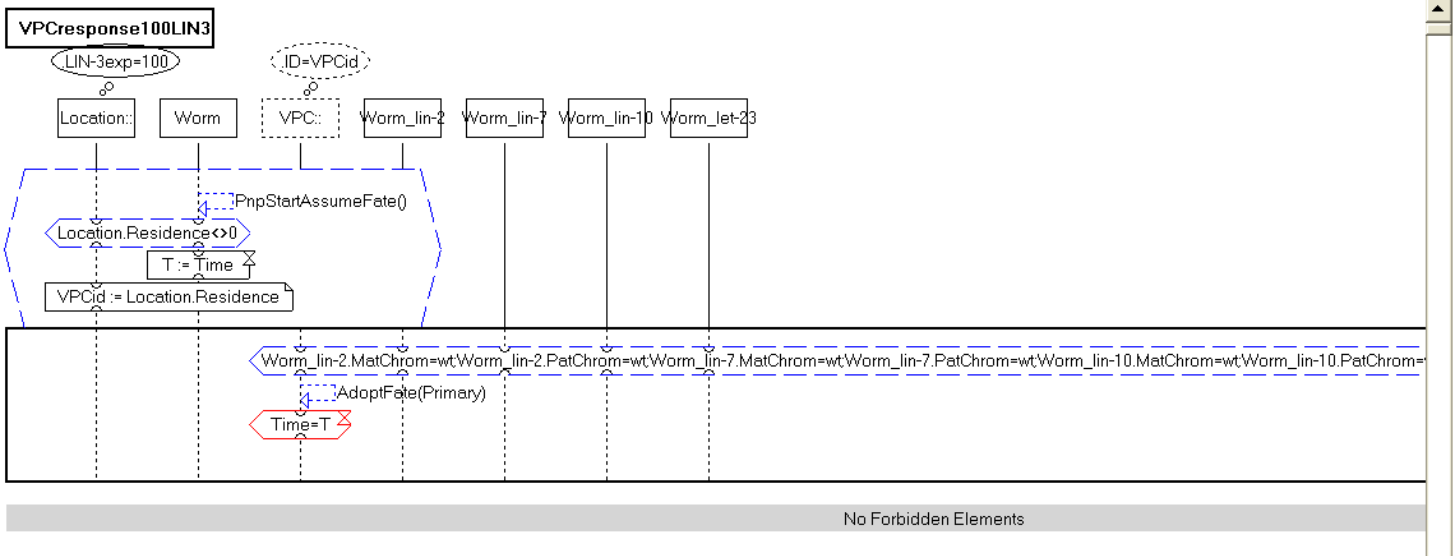 VPCresponse100LIN3
.LIN-3exp=100
.ID=VPCid
Location::
Worm
VPC::
Worm_lin-2
Worm_lin-7
Worm_lin-10
Worm_let-23
PnpStartAssumeFate()
Location.Residence<>0
T := Time
VPCid := Location.Residence
Worm_lin-2.MatChrom=wt;Worm_lin-2.PatChrom=wt;Worm_lin-7.MatChrom=wt;Worm_lin-7.PatChrom=wt;Worm_lin-10.MatChrom=wt;Worm_lin-10.PatChrom=
AdoptFate(Primary)
Time=T
No Forbidden Elements